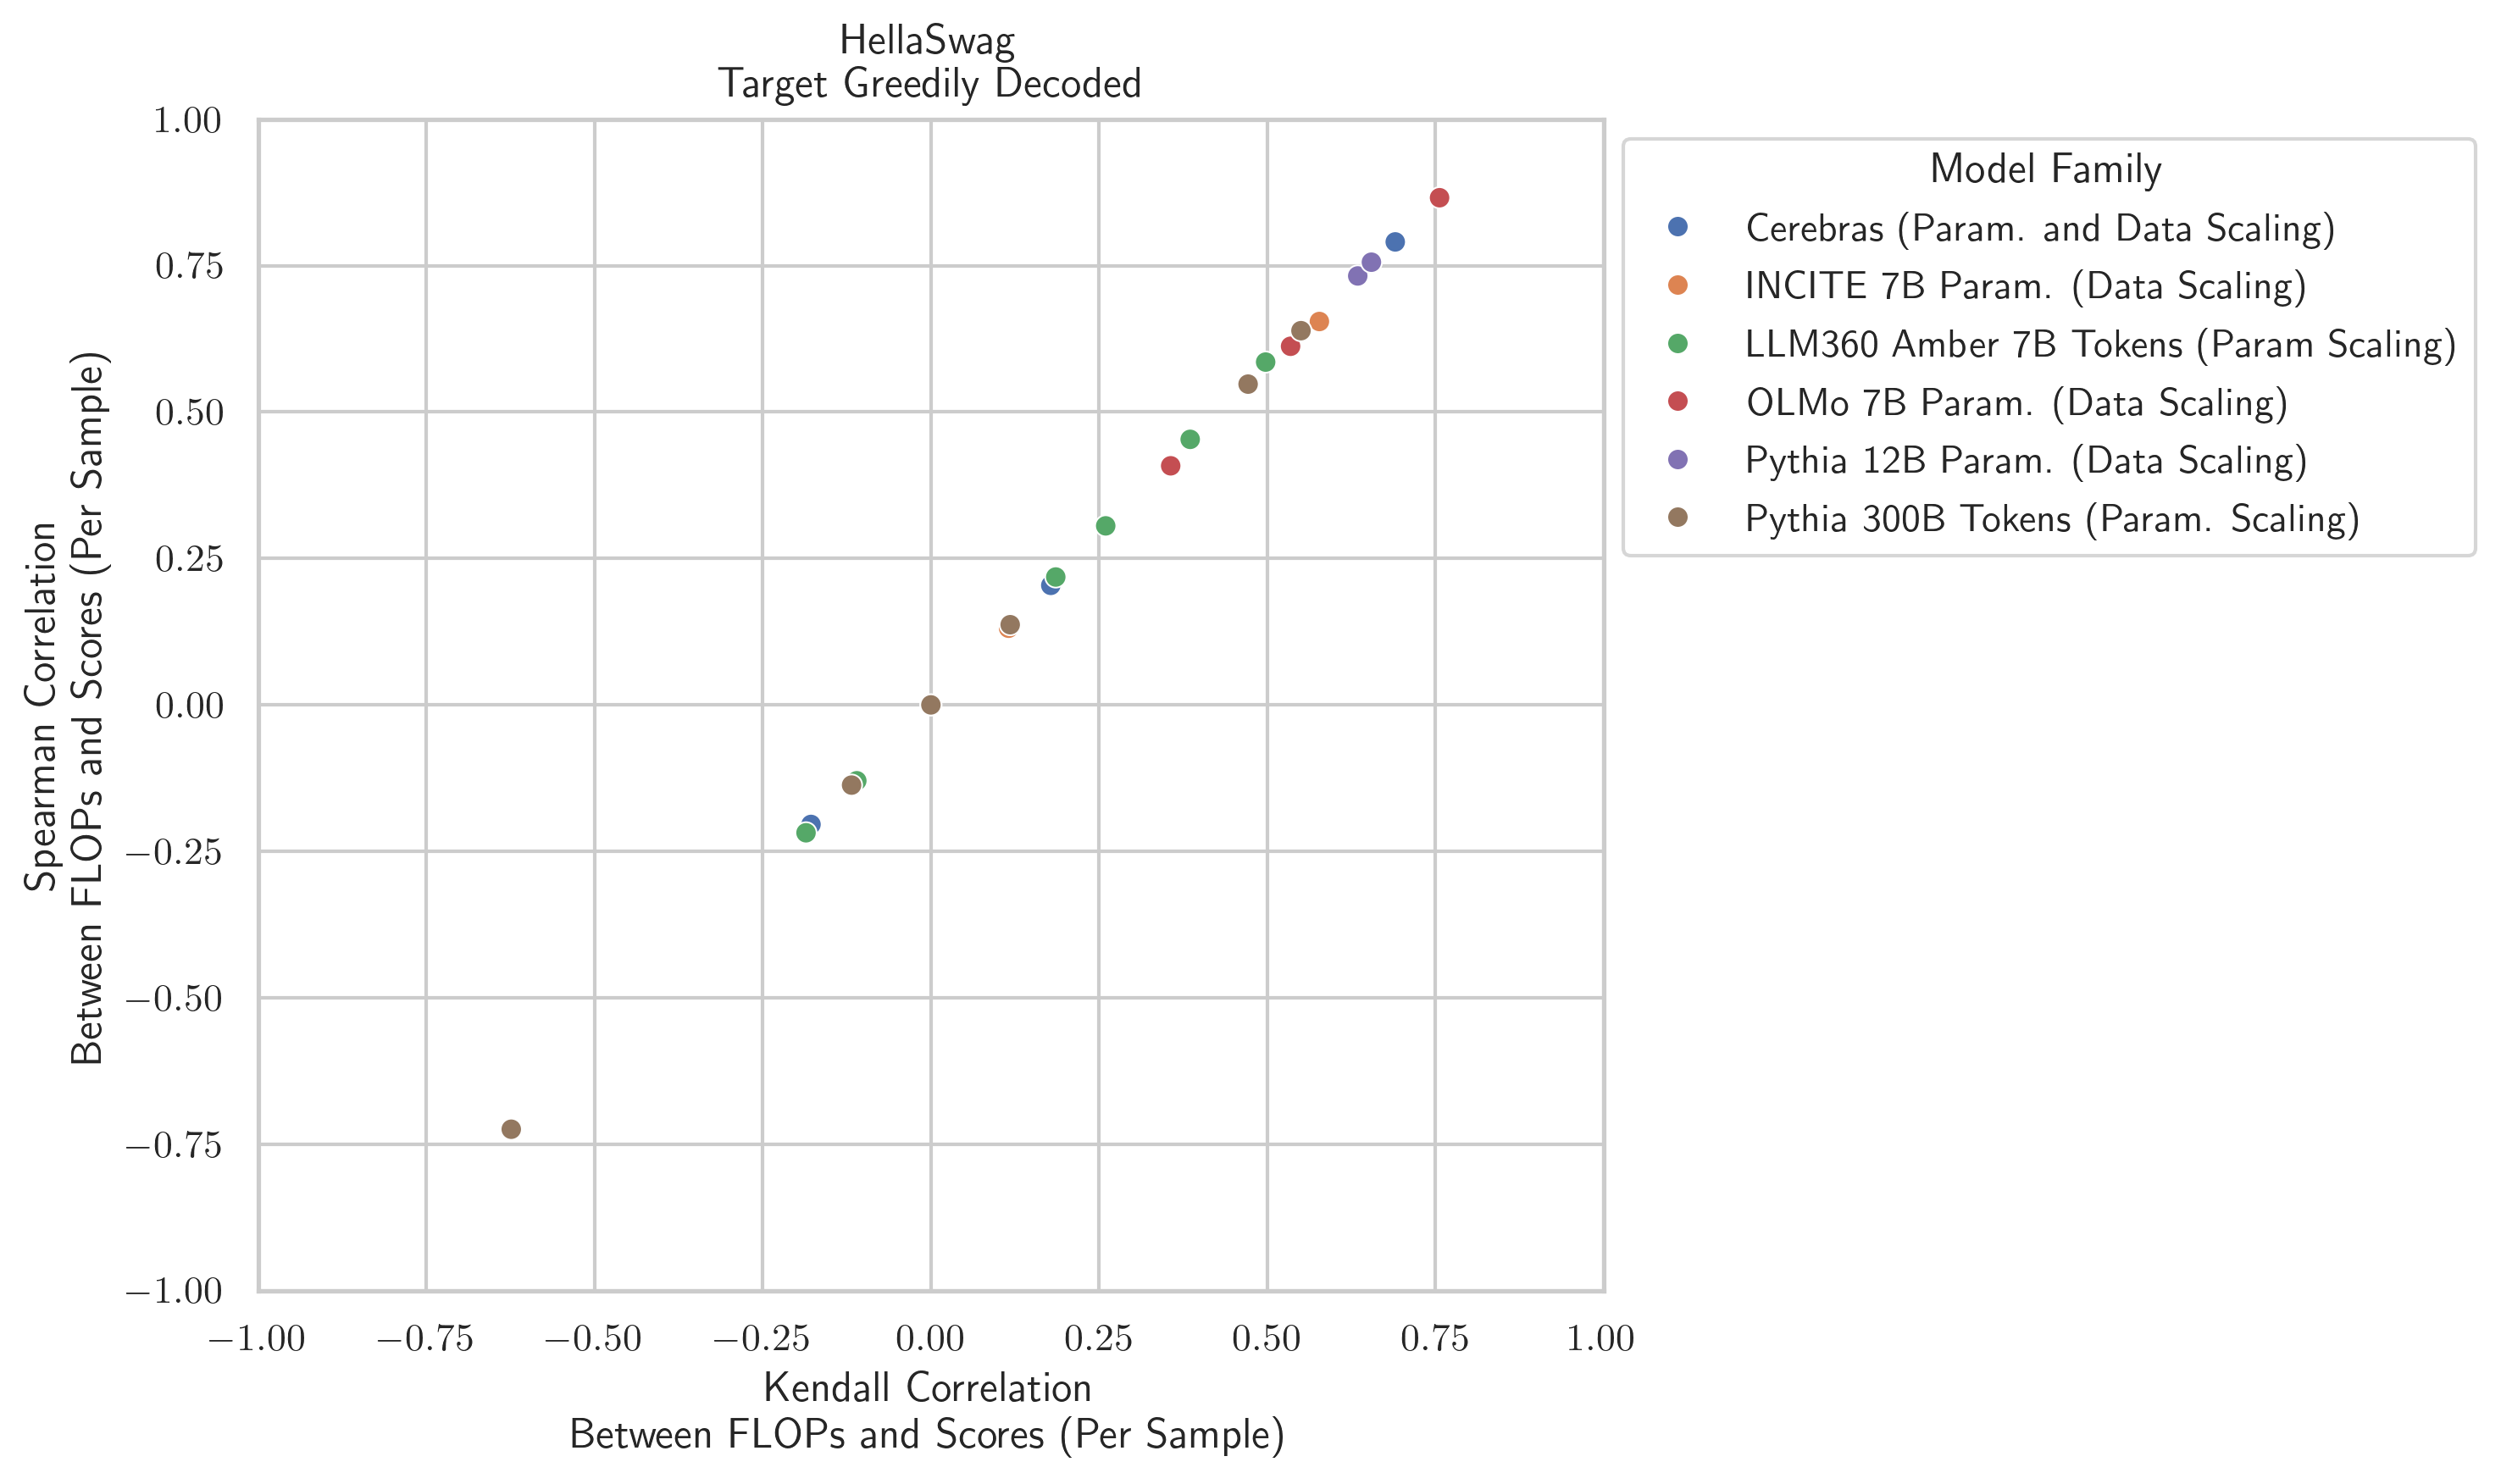 HellaSwag
Target Greedily Decoded
1.00
0.75
0.50
0.25
0.00
−0.25
−0.50
−0.75
−1.00
Spearman Correlation
Between FLOPs and Scores (Per Sample)
−1.00 −0.75 −0.50 −0.25 0.00 0.25 0.50 0.75 1.00
Kendall Correlation
Between FLOPs and Scores (Per Sample)
Model Family
Cerebras (Param. and Data Scaling)
INCITE 7B Param. (Data Scaling)
LLM360 Amber 7B Tokens (Param Scaling)
OLMo 7B Param. (Data Scaling)
Pythia 12B Param. (Data Scaling)
Pythia 300B Tokens (Param. Scaling)